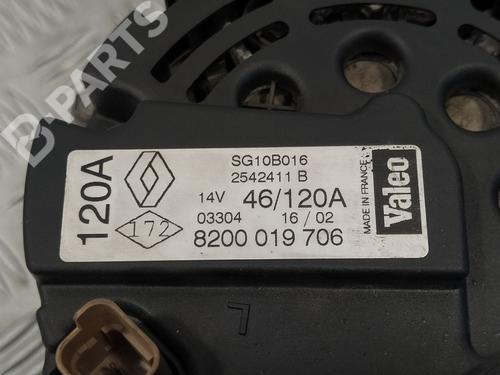 B-PARTS
120A
172
SG10B016
2542411 B
14V 46/120A
03304 16/02
8200 019 706
MADE IN FRANCE
Valeo